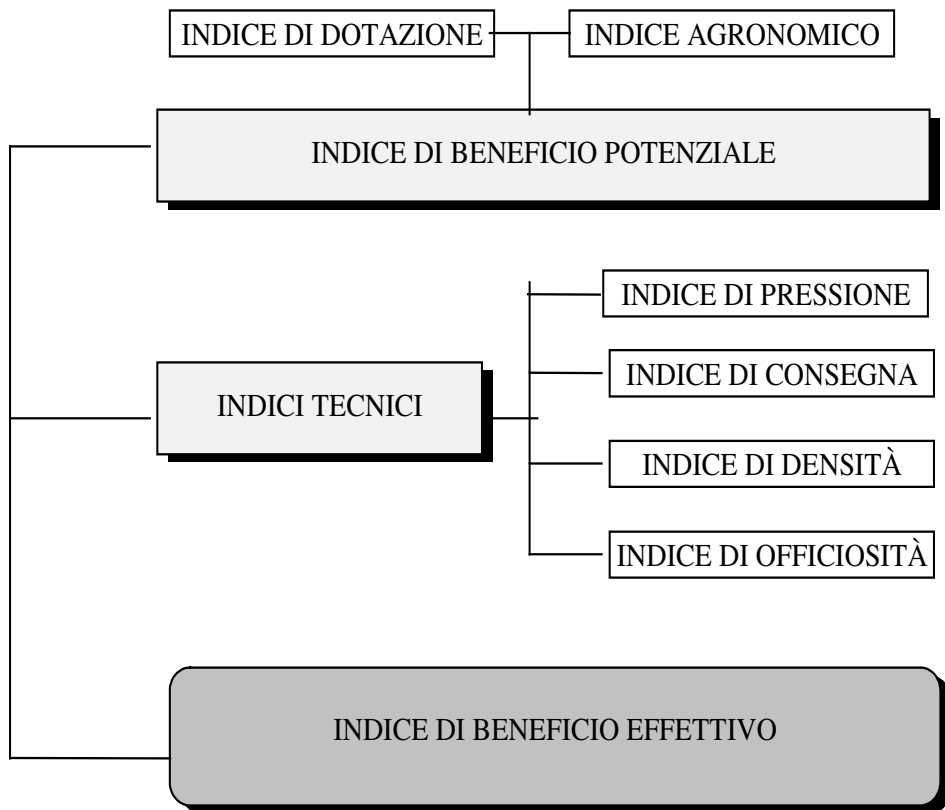 INDICE DI DOTAZIONE
INDICE AGRONOMICO
INDICE DI BENEFICIO POTENZIALE
INDICE DI PRESSIONE
INDICE DI CONSEGNA
INDICI TECNICI
INDICE DI DENSITÀ
INDICE DI OFFICIOSITÀ
INDICE DI BENEFICIO EFFETTIVO